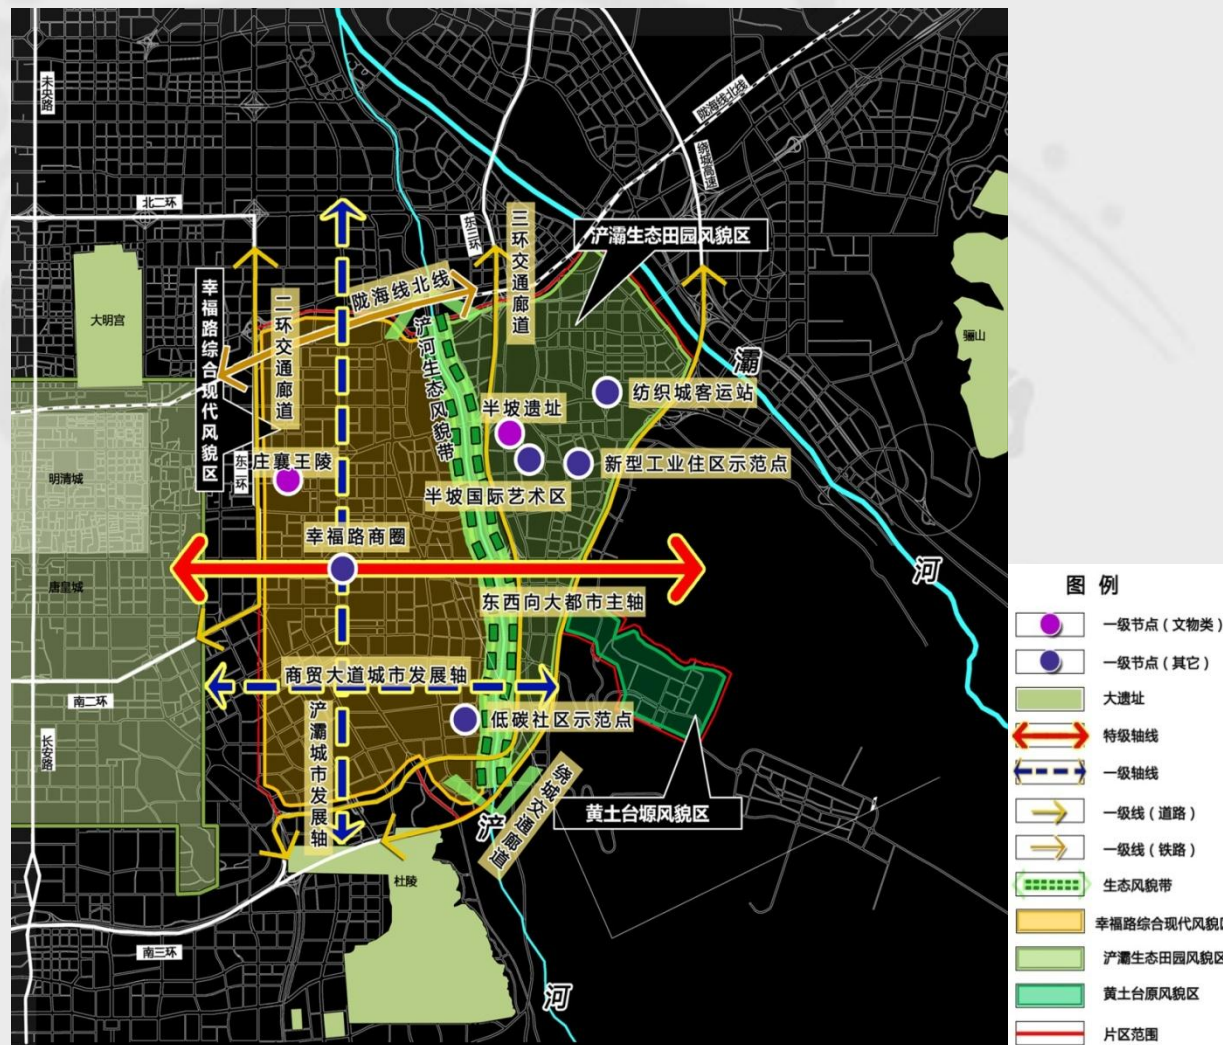 未央路
陇海线北线
绕城高速
北二环
东三环
三环交通廊道
浐灞生态田园风貌区
幸福路综合现代风貌区
二环交通廊道
陇海线北线
大明宫
浐河生态风貌带
骊山
灞
纺织城客运站
半坡遗址
庄襄王陵
东二环
新型工业住区示范点
明清城
半坡国际艺术区
幸福路商圈
河
唐皇城
东西向大都市主轴
商贸大道城市发展轴
南二环
浐灞城市发展轴
低碳社区示范点
长安路
绕城交通廊道
黄土台塬风貌区
浐
杜陵
南三环
河
图例
一级节点（文物类）
一级节点（其它）
大遗址
特级轴线
一级轴线
一级线（道路）
一级线（铁路）
生态风貌带
幸福路综合现代风貌区
浐灞生态田园风貌区
黄土台原风貌区
片区范围